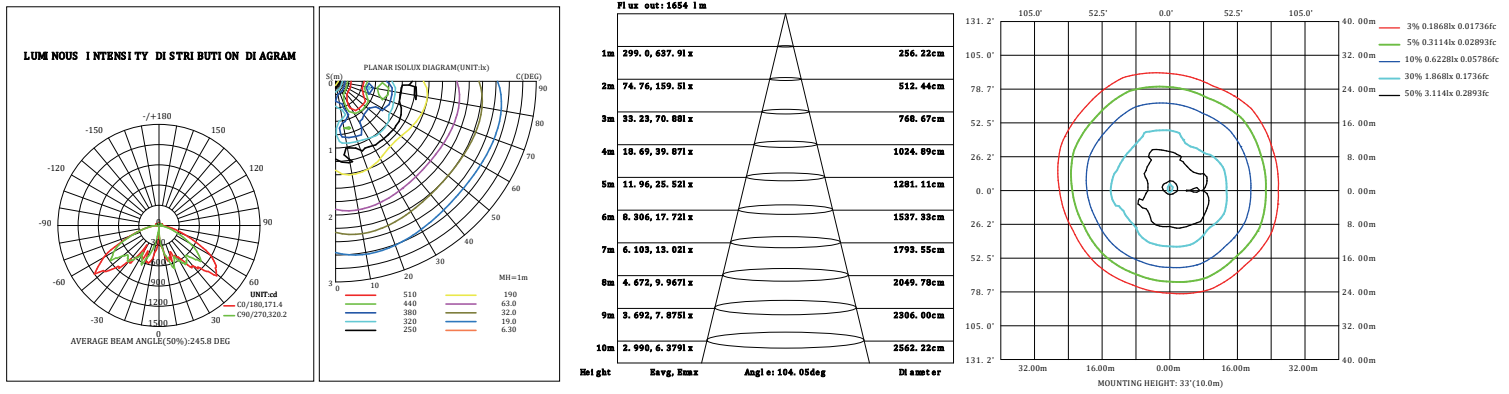 LUMINOUS INTENSITY DISTRIBUTION DIAGRAM
-/+180
-150 150
-120 120
-90 90
-60 60
-30 30
0
300
600
900
1200
1500
0
UNIT:cd
C0/180,171.4
C90/270,320.2
AVERAGE BEAM ANGLE(50%):245.8 DEG
PLANAR ISOLUX DIAGRAM(UNIT:lx)
S(m) C(DEG)
0 90
80
1 70
60
2 50
40
30
3 20
0 10
MH=1m
510 190
440 63.0
380 32.0
320 19.0
250 6.30
Flux out:1654 lm
1m 299.0,637.9lx 256.22cm
2m 74.76,159.5lx 512.44cm
3m 33.23,70.88lx 768.67cm
4m 18.69,39.87lx 1024.89cm
5m 11.96,25.52lx 1281.11cm
6m 8.306,17.72lx 1537.33cm
7m 6.103,13.02lx 1793.55cm
8m 4.672,9.967lx 2049.78cm
9m 3.692,7.875lx 2306.00cm
10m 2.990,6.379lx 2562.22cm
Height Eavg,Emax Angle:104.05deg Diameter
105.0' 52.5' 0.0' 52.5' 105.0'
131.2' 40.00m
105.0' 32.00m
78.7' 24.00m
52.5' 16.00m
26.2' 8.00m
0.0' 0.00m
26.2' 8.00m
52.5' 16.00m
78.7' 24.00m
105.0' 32.00m
131.2' 40.00m
32.00m 16.00m 0.00m 16.00m 32.00m
MOUNTING HEIGHT: 33'(10.0m)
3% 0.1868lx 0.01736fc
5% 0.3114lx 0.02893fc
10% 0.6228lx 0.05786fc
30% 1.868lx 0.1736fc
50% 3.114lx 0.2893fc